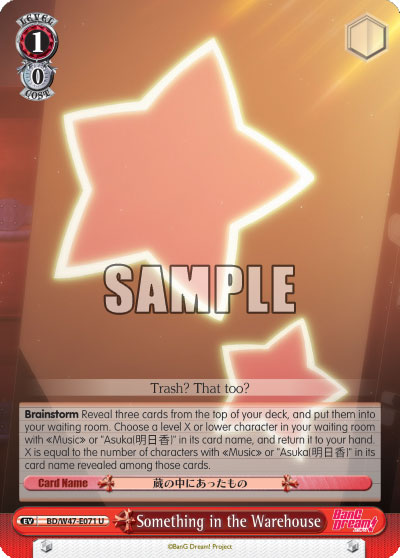 LEVEL
1
0
COST
SAMPLE
Trash? That too?
Brainstorm Reveal three cards from the top of your deck, and put them into
your waiting room. Choose a level X or lower character in your waiting room
with «Music» or "Asuka(明日香)" in its card name, and return it to your hand.
X is equal to the number of characters with «Music» or "Asuka(明日香)" in its
card name revealed among those cards.
Card Name 蔵の中にあったもの
EV BD/W47-E071 U Something in the Warehouse BanG Dream!
©BanG Dream! Project